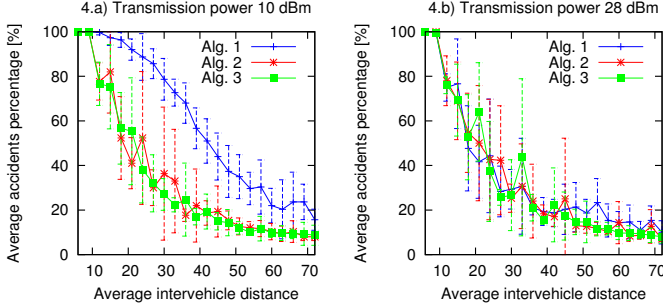 4.a) Transmission power 10 dBm
Average accidents percentage [%]
100
80
60
40
20
0
Alg. 1
Alg. 2
Alg. 3
10 20 30 40 50 60 70
Average intervehicle distance
4.b) Transmission power 28 dBm
Average accidents percentage [%]
100
80
60
40
20
0
Alg. 1
Alg. 2
Alg. 3
10 20 30 40 50 60 70
Average intervehicle distance